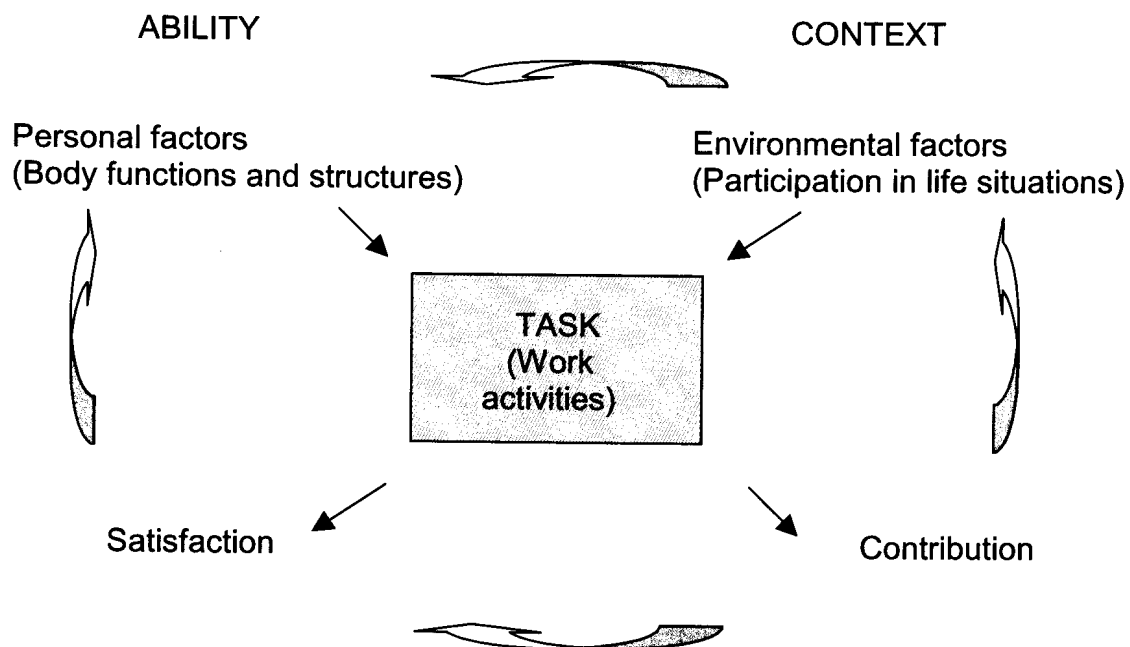 ABILITY
CONTEXT
Personal factors
(Body functions and structures)
Environmental factors
(Participation in life situations)
TASK
(Work
activities)
Satisfaction
Contribution